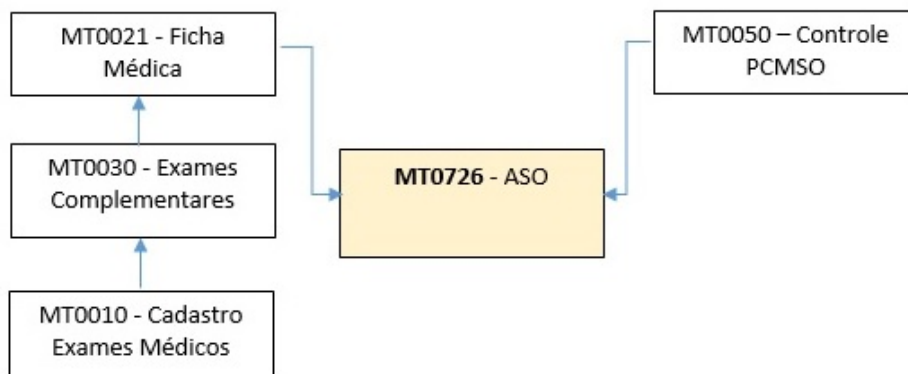 MT0021 - Ficha
Médica
MT0050 – Controle
PCMSO
MT0030 - Exames
Complementares
MT0726 - ASO
MT0010 - Cadastro
Exames Médicos